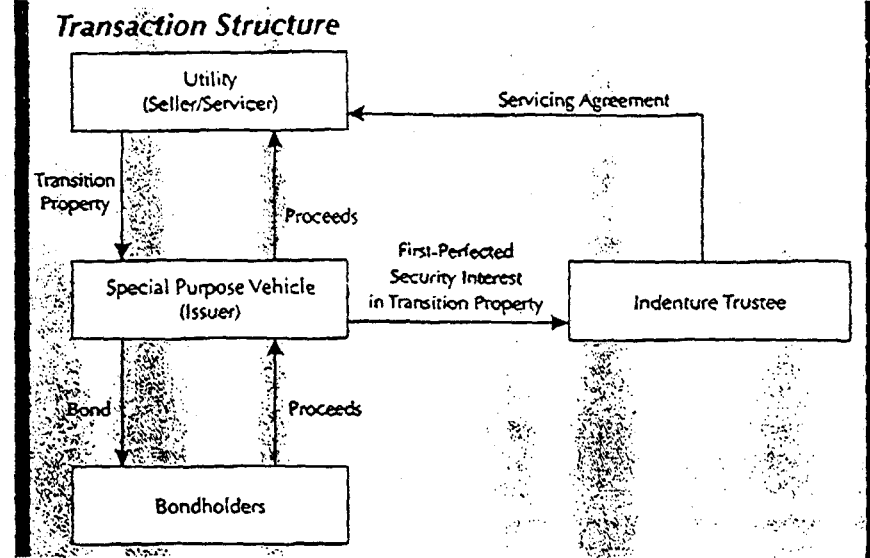 Transaction Structure
Utility
(Seller/Servicer)
Servicing Agreement
Transition
Property
Proceeds
First-Perfected
Security Interest
in Transition Property
Special Purpose Vehicle
(Issuer)
Indenture Trustee
Bond
Proceeds
Bondholders